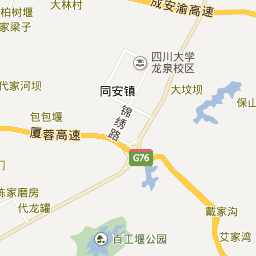 大林村
成安渝高速
柏树堰
家梁子
四川大学
龙泉校区
代家河坝
同安镇
大坟坝
保山
包包堰
锦绣路
厦蓉高速
G76
陈家磨房
代龙罐
戴家沟
百工堰公园
艾家湾